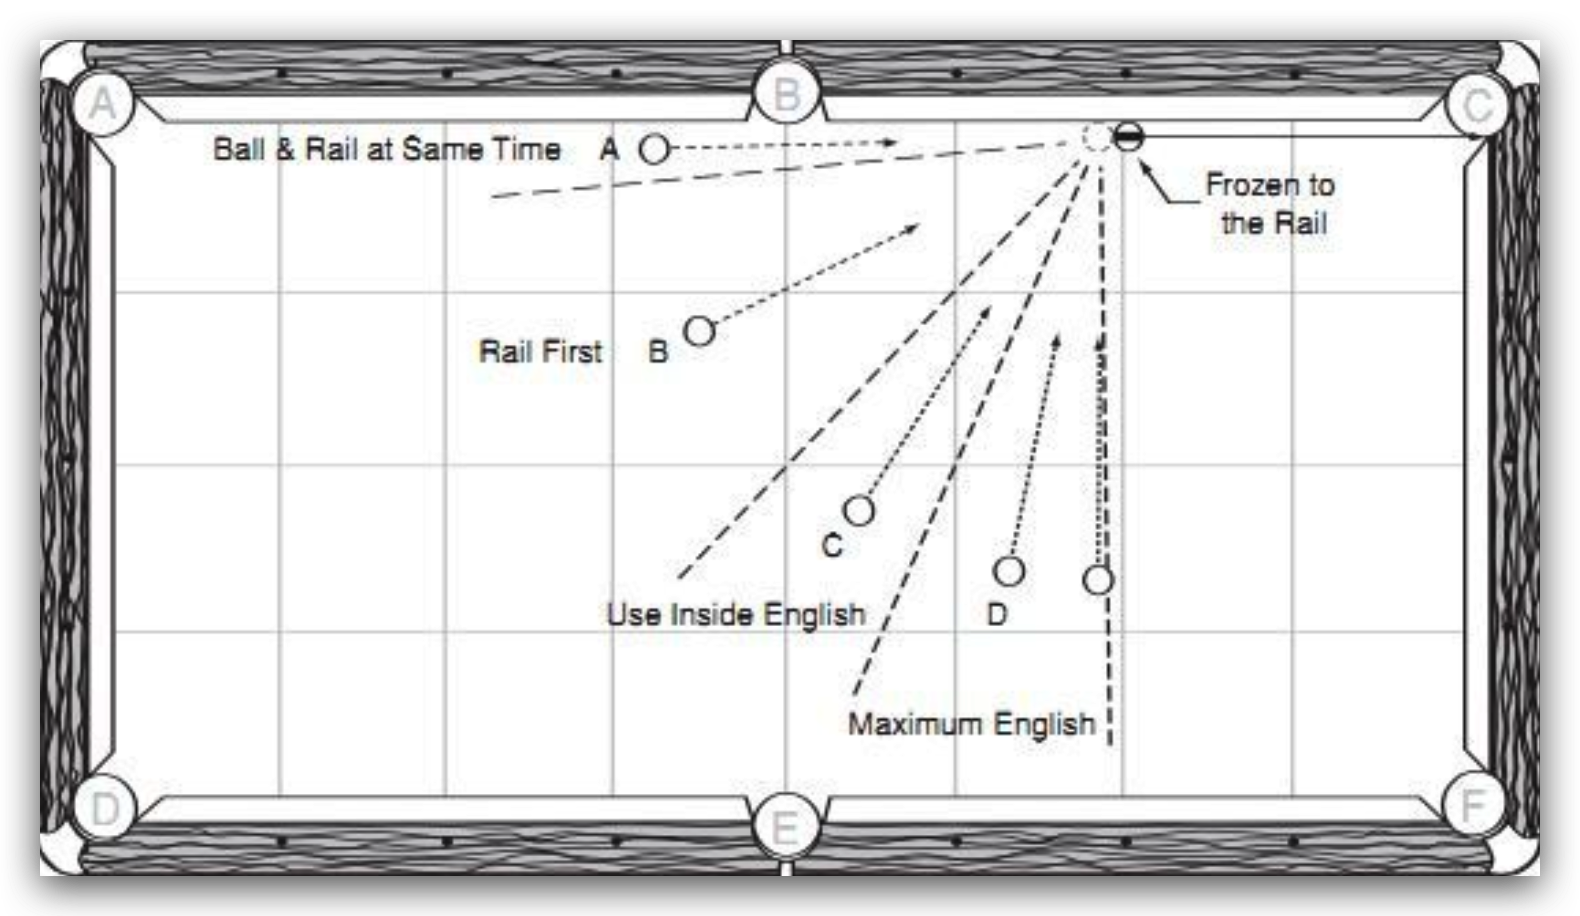 A
B
C
Ball & Rail at Same Time A
Frozen to
the Rail
Rail First B
C
Use Inside English
D
Maximum English
D
E
F